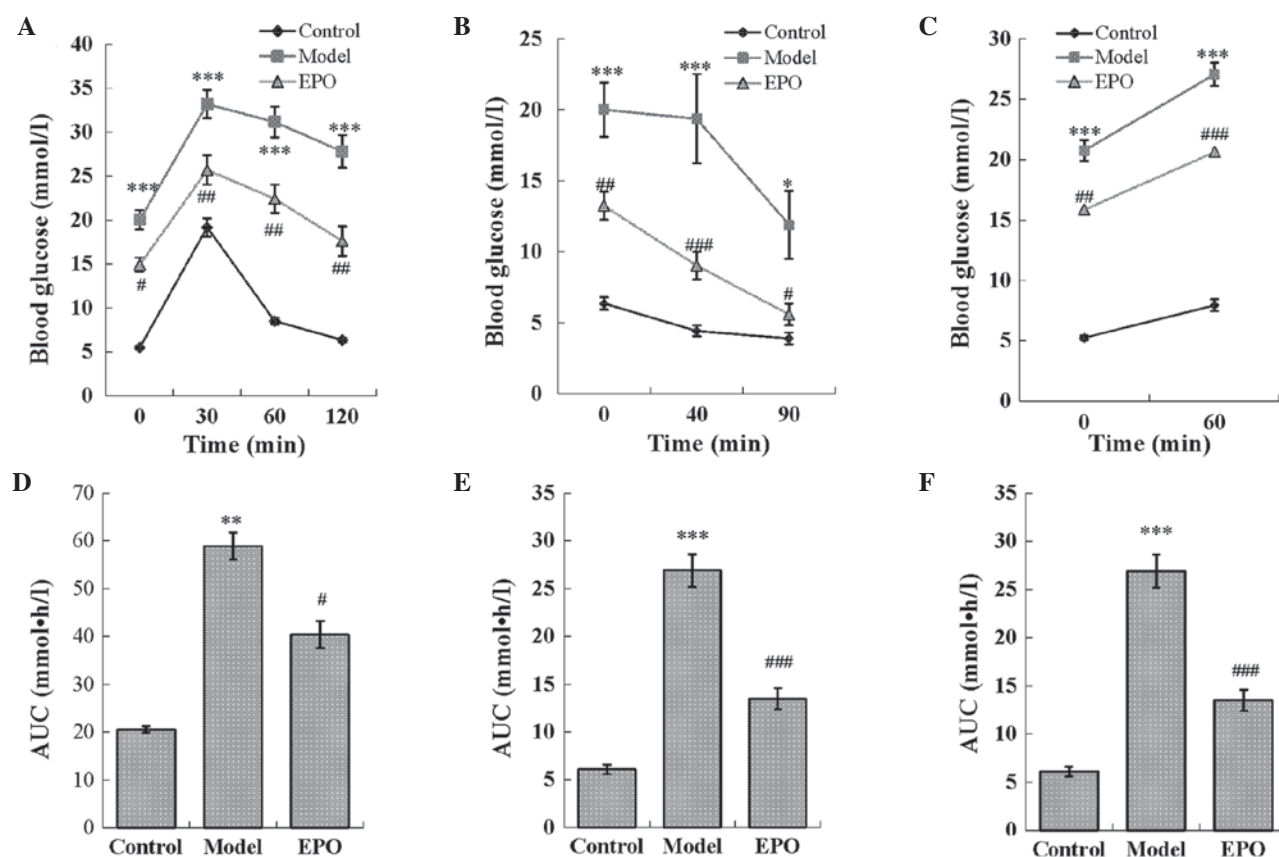 A
Control
Model
EPO
Blood glucose (mmol/l)
40
35
30
25
20
15
10
5
0
***
***
***
***
#
##
##
##
0 30 60 120
Time (min)
B
Control
Model
EPO
Blood glucose (mmol/l)
25
20
15
10
5
0
***
***
*
##
###
#
0 40 90
Time (min)
C
Control
Model
EPO
Blood glucose (mmol/l)
30
25
20
15
10
5
0
***
***
##
###
0 60
Time (min)
D
AUC (mmol•h/l)
70
60
50
40
30
20
10
0
**
#
Control Model EPO
E
AUC (mmol•h/l)
35
30
25
20
15
10
5
0
***
###
Control Model EPO
F
AUC (mmol•h/l)
35
30
25
20
15
10
5
0
***
###
Control Model EPO